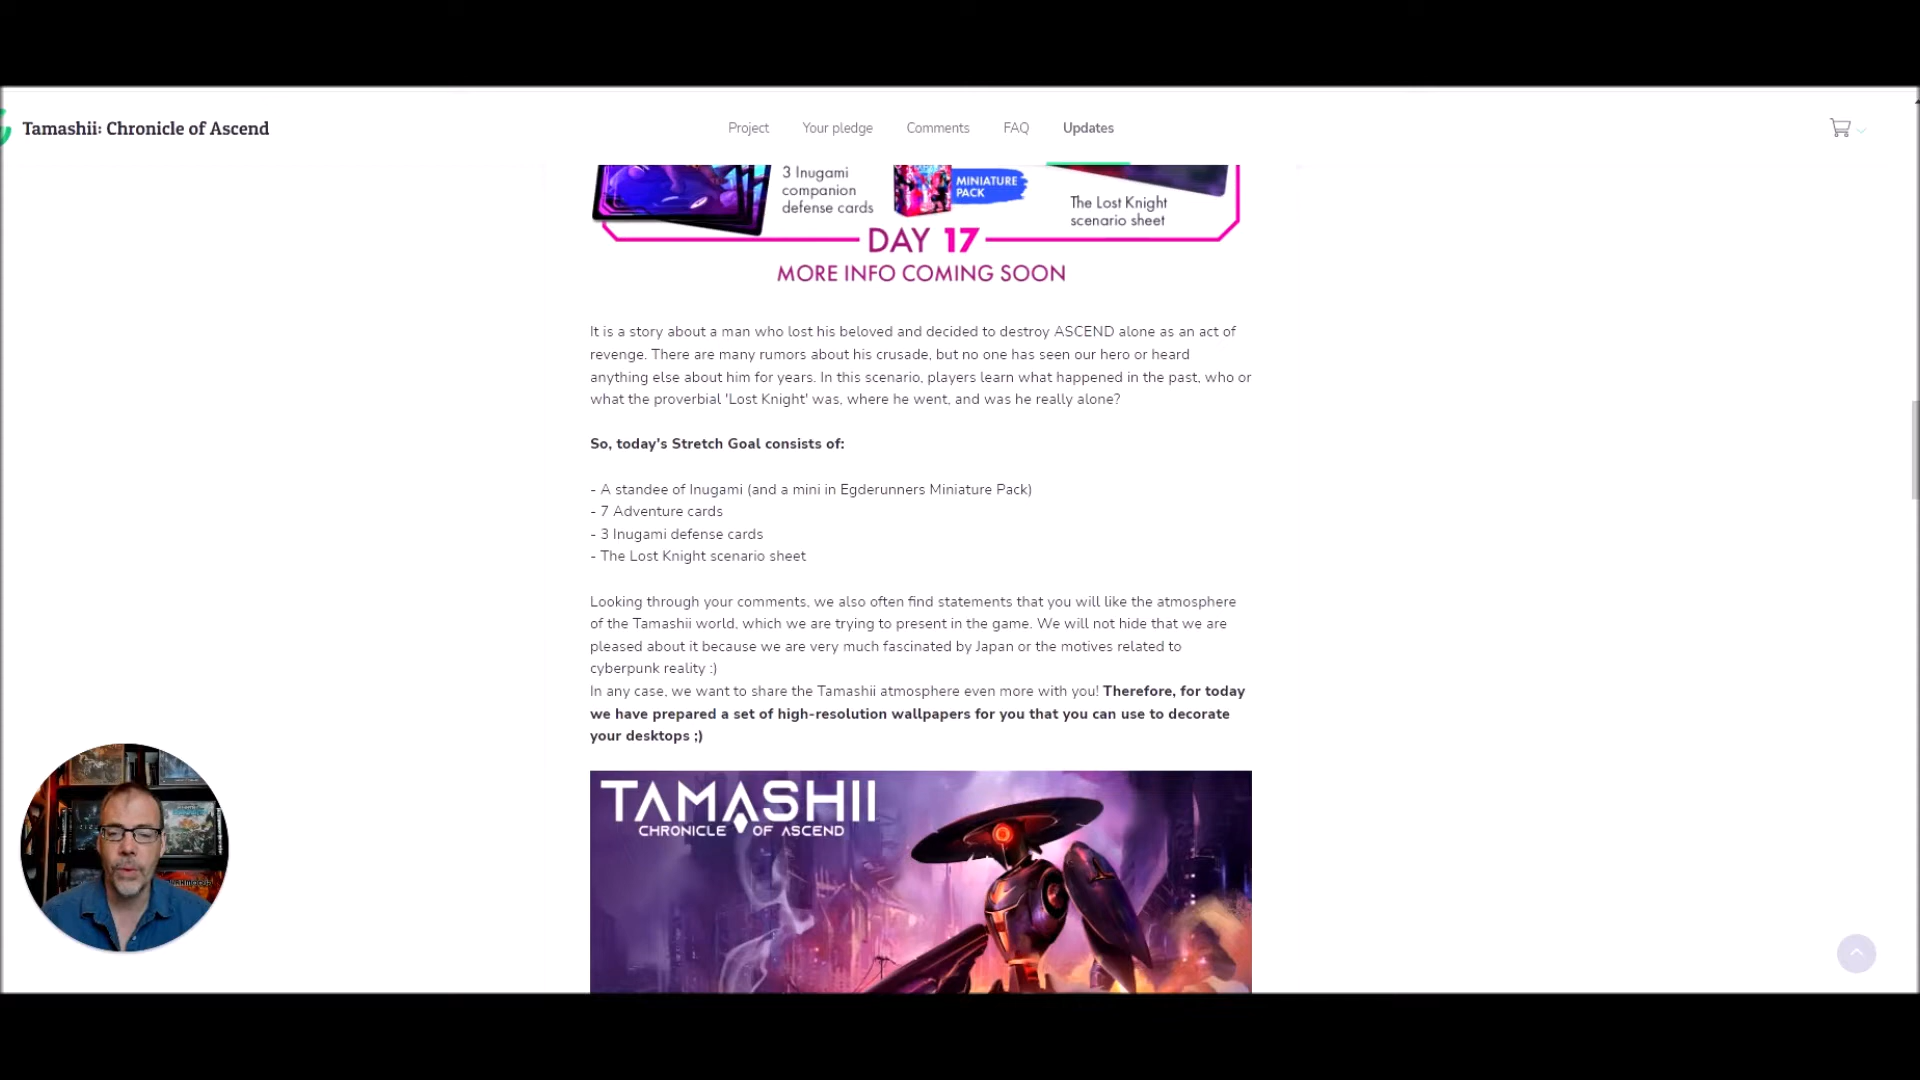 Tamashii: Chronicle of Ascend
Project
Your pledge
Comments
FAQ
Updates
3 Inugami
companion
defense cards
MINIATURE
PACK
The Lost Knight
scenario sheet
DAY 17
MORE INFO COMING SOON
It is a story about a man who lost his beloved and decided to destroy ASCEND alone as an act of
revenge. There are many rumors about his crusade, but no one has seen our hero or heard
anything else about him for years. In this scenario, players learn what happened in the past, who or
what the proverbial 'Lost Knight' was, where he went, and was he really alone?
So, today's Stretch Goal consists of:
- A standee of Inugami (and a mini in Egderunners Miniature Pack)
- 7 Adventure cards
- 3 Inugami defense cards
- The Lost Knight scenario sheet
Looking through your comments, we also often find statements that you will like the atmosphere
of the Tamashii world, which we are trying to present in the game. We will not hide that we are
pleased about it because we are very much fascinated by Japan or the motives related to
cyberpunk reality :)
In any case, we want to share the Tamashii atmosphere even more with you! Therefore, for today
we have prepared a set of high-resolution wallpapers for you that you can use to decorate
your desktops ;)
TAMASHII
CHRONICLE OF ASCEND